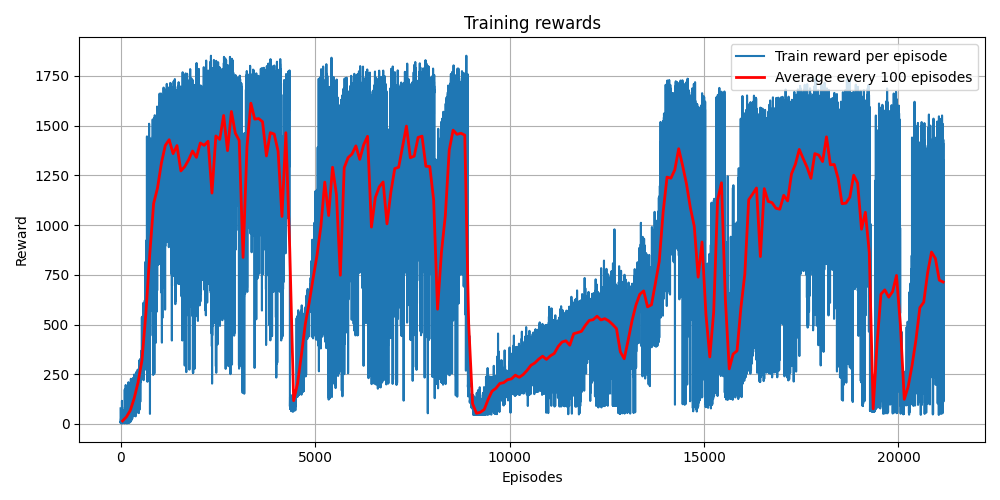 Training rewards
Train reward per episode
Average every 100 episodes
1750
1500
1250
1000
750
500
250
0
Reward
0 5000 10000 15000 20000
Episodes